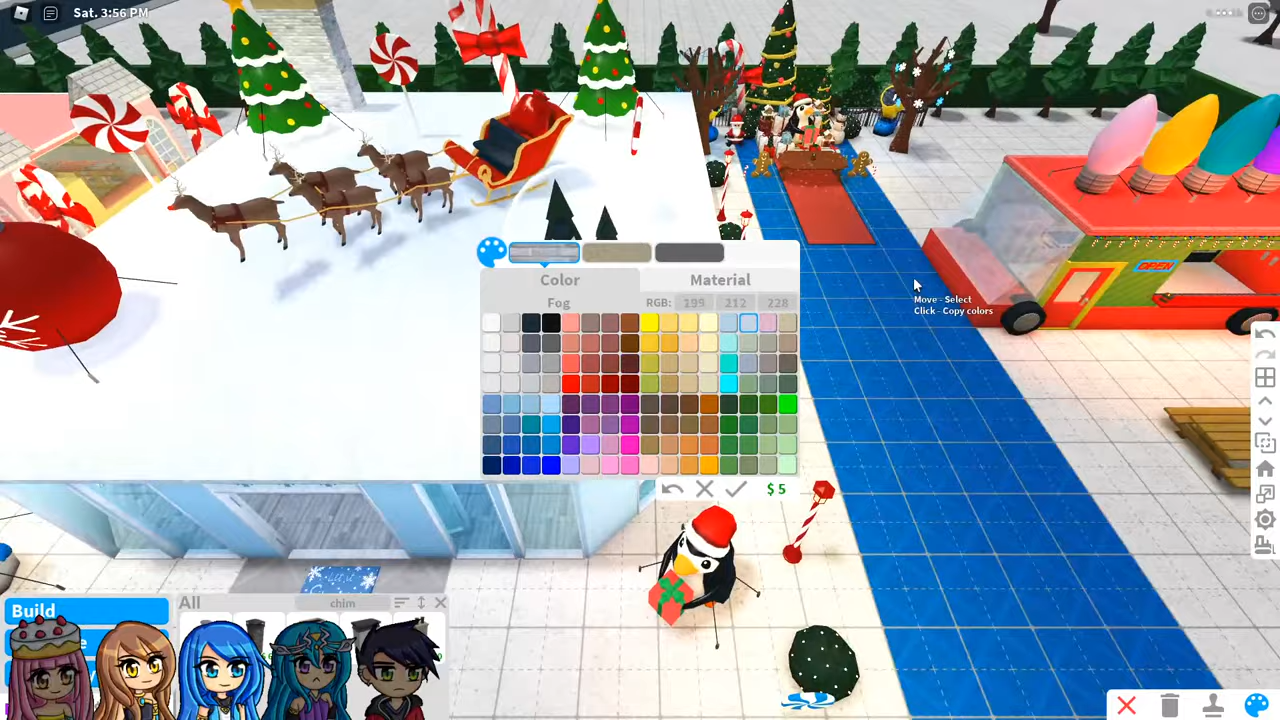 Sat. 3:56 PM
OPEN
Color
Material
Fog
RGB: 199 212 228
Move - Select
Click - Copy colors
$ 5
Build
All
chim